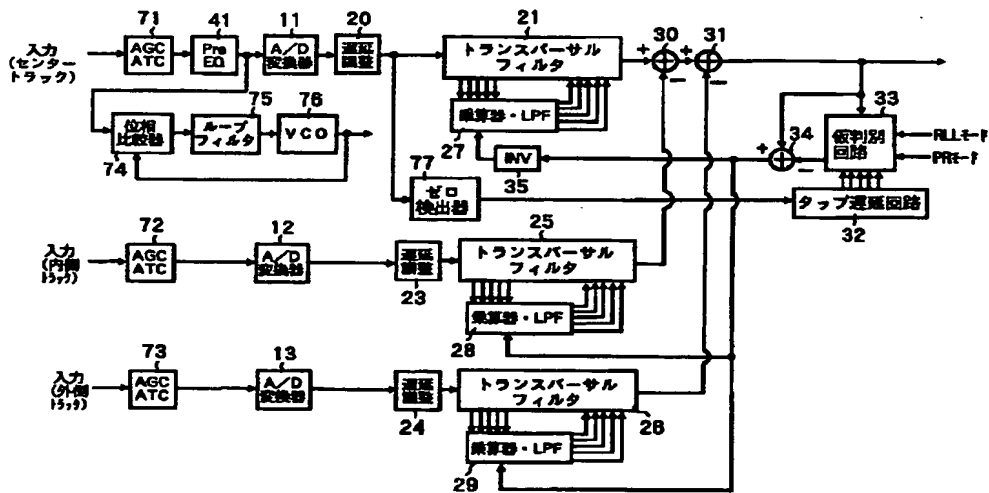 71
41
11
20
21
30
31
入力
(センター
トラック)
AGC
ATC
Pre
EQ
A/D
変換器
遅延
調整
トランスバーサル
フィルタ
+
+
−
−
乗算器・LPF
27
75
76
位相
比較器
ループ
フィルタ
VCO
74
77
INV
35
ゼロ
検出器
34
+
−
33
仮判別
回路
RLLモード
PRモード
タップ遅延回路
32
72
12
25
入力
(内側
トラック)
AGC
ATC
A/D
変換器
遅延
調整
23
トランスバーサル
フィルタ
乗算器・LPF
28
73
13
入力
(外側
トラック)
AGC
ATC
A/D
変換器
遅延
調整
24
トランスバーサル
フィルタ
26
乗算器・LPF
29